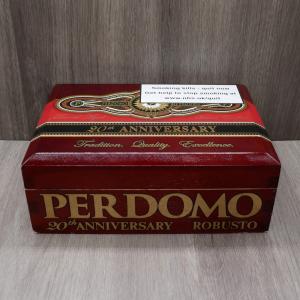 Smoking kills - quit now
Get help to stop smoking at
www.nhs.uk/quit
20th ANNIVERSARY
Tradition. Quality. Excellence.
PERDOMO
20th ANNIVERSARY ROBUSTO